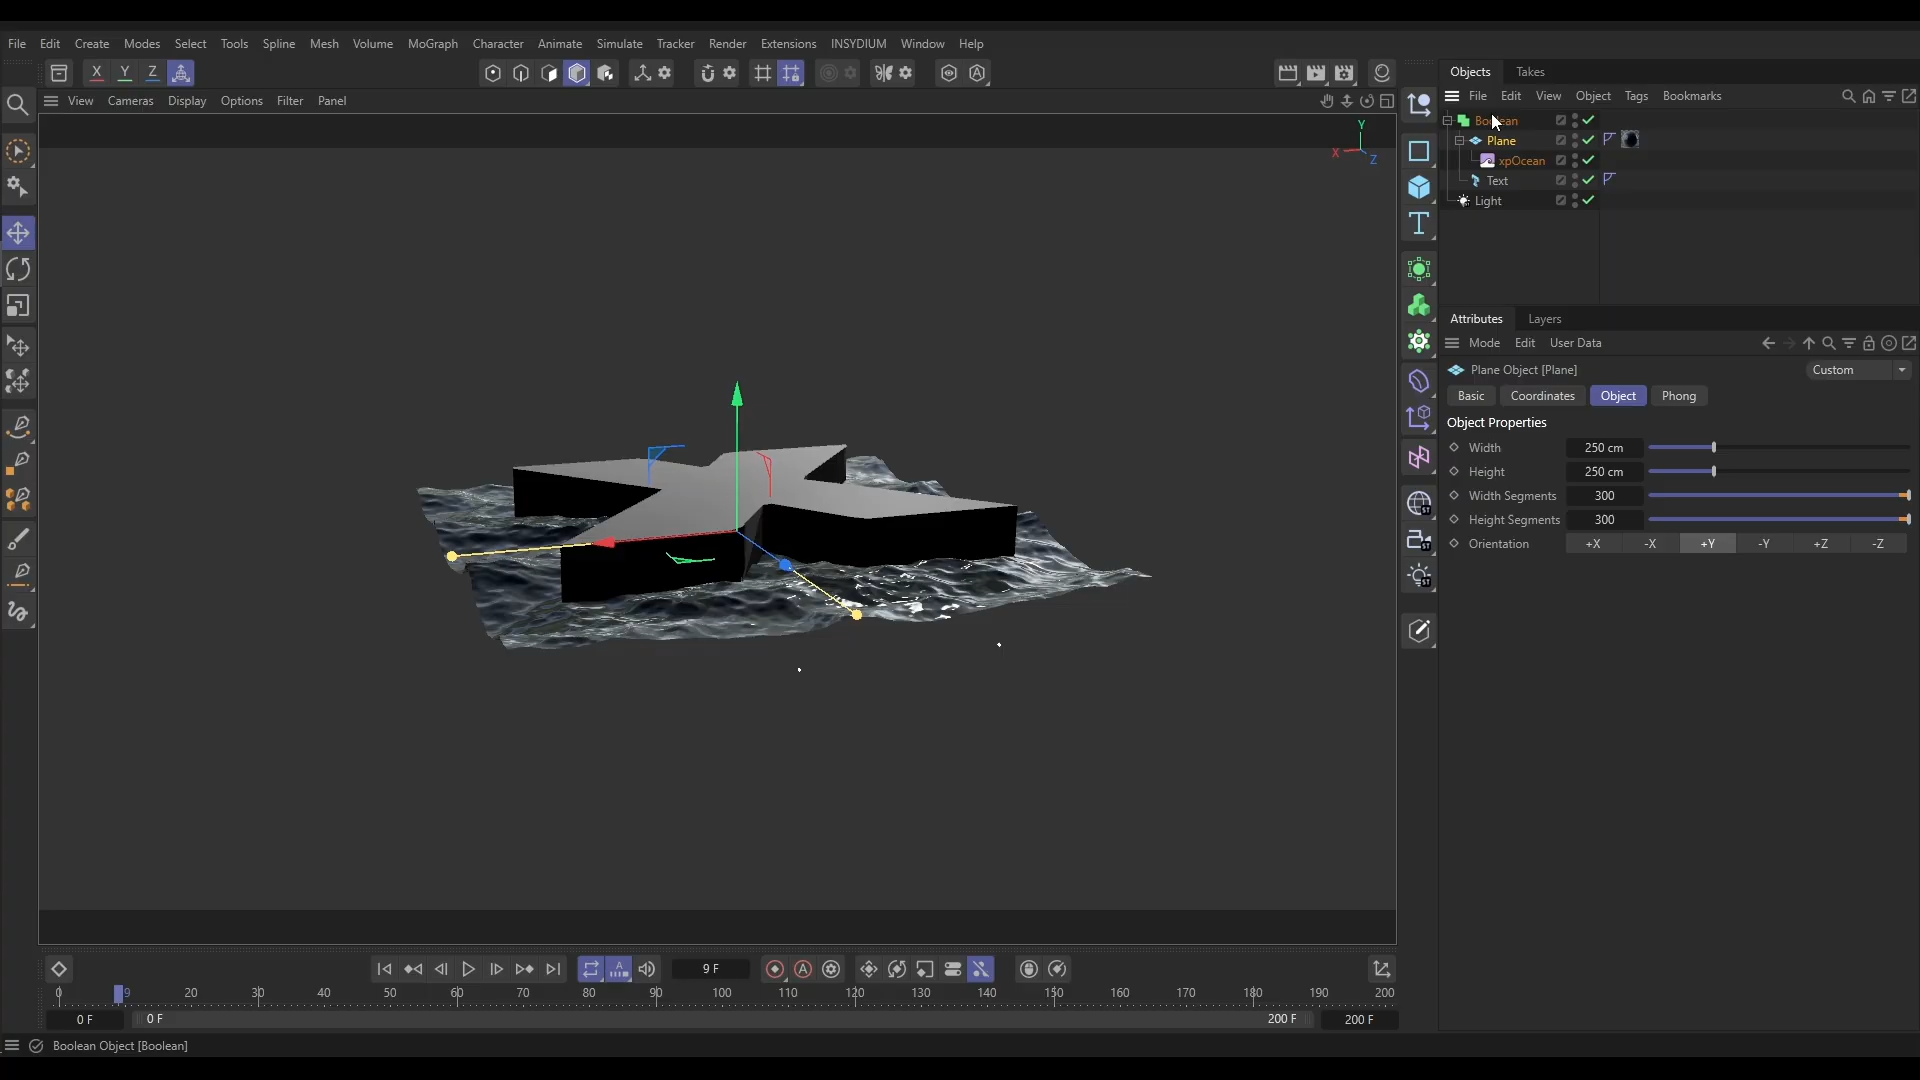 File Edit Create Modes Select Tools Spline Mesh Volume MoGraph Character Animate Simulate Tracker Render Extensions INSYDIUM Window Help
X Y Z
View Cameras Display Options Filter Panel
Y
X
Z
Objects Takes
File Edit View Object Tags Bookmarks
Boolean
Plane
xpOcean
Text
Light
Attributes Layers
Mode Edit User Data
Plane Object [Plane] Custom
Basic Coordinates Object Phong
Object Properties
Width 250 cm
Height 250 cm
Width Segments 300
Height Segments 300
Orientation +X -X +Y -Y +Z -Z
9 F
0 9 20 30 40 50 60 70 80 90 100 110 120 130 140 150 160 170 180 190 200
0 F 0 F 200 F 200 F
Boolean Object [Boolean]